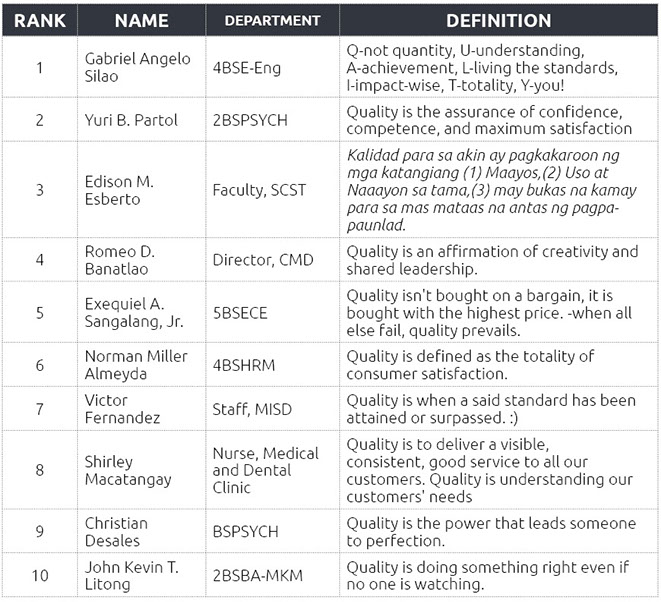 RANK NAME DEPARTMENT DEFINITION
1 Gabriel Angelo Silao 4BSE-Eng Q-not quantity, U-understanding,
A-achievement, L-living the standards,
I-impact-wise, T-totality, Y-you!
2 Yuri B. Partol 2BSPSYCH Quality is the assurance of confidence,
competence, and maximum satisfaction
3 Edison M. Esberto Faculty, SCST Kalidad para sa akin ay pagkakaroon ng
mga katangiang (1) Maayos,(2) Uso at
Naaayon sa tama,(3) may bukas na kamay
para sa mas mataas na antas ng pagpa-
paunlad.
4 Romeo D. Banatlao Director, CMD Quality is an affirmation of creativity and
shared leadership.
5 Exequiel A. Sangalang, Jr. 5BSECE Quality isn't bought on a bargain, it is
bought with the highest price. -when all
else fail, quality prevails.
6 Norman Miller Almeyda 4BSHRM Quality is defined as the totality of
consumer satisfaction.
7 Victor Fernandez Staff, MISD Quality is when a said standard has been
attained or surpassed. :)
8 Shirley Macatangay Nurse, Medical and Dental Clinic Quality is to deliver a visible,
consistent, good service to all our
customers. Quality is understanding our
customers' needs
9 Christian Desales BSPSYCH Quality is the power that leads someone
to perfection.
10 John Kevin T. Litong 2BSBA-MKM Quality is doing something right even if
no one is watching.